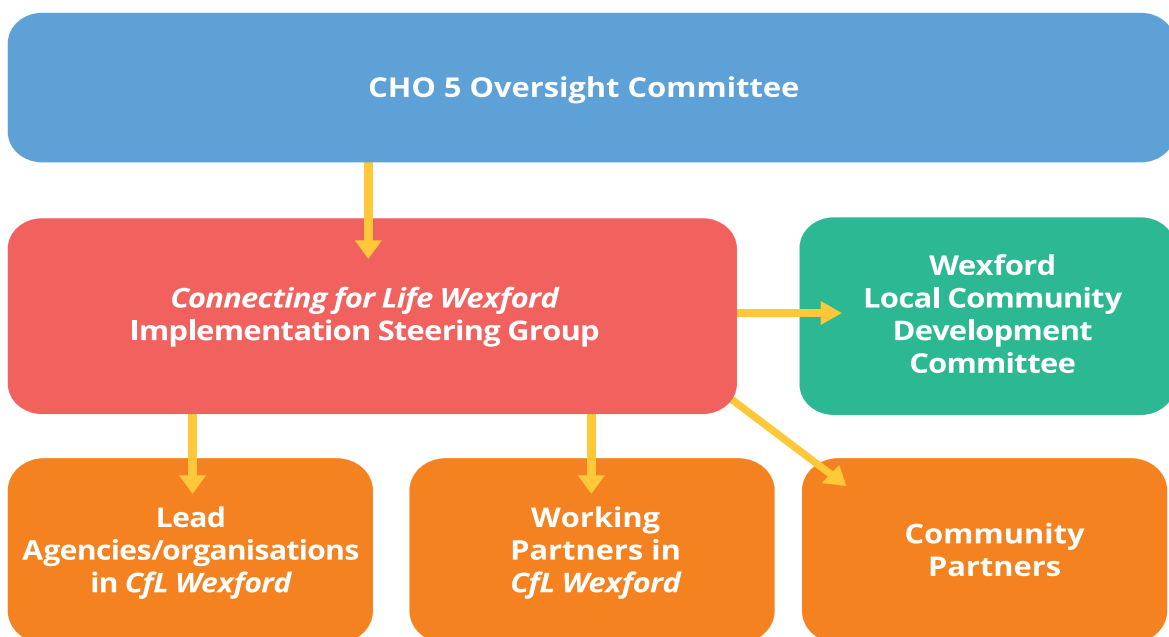 CHO 5 Oversight Committee
Connecting for Life Wexford
Implementation Steering Group
Wexford
Local Community
Development
Committee
Lead
Agencies/organisations
in CfL Wexford
Working
Partners in
CfL Wexford
Community
Partners